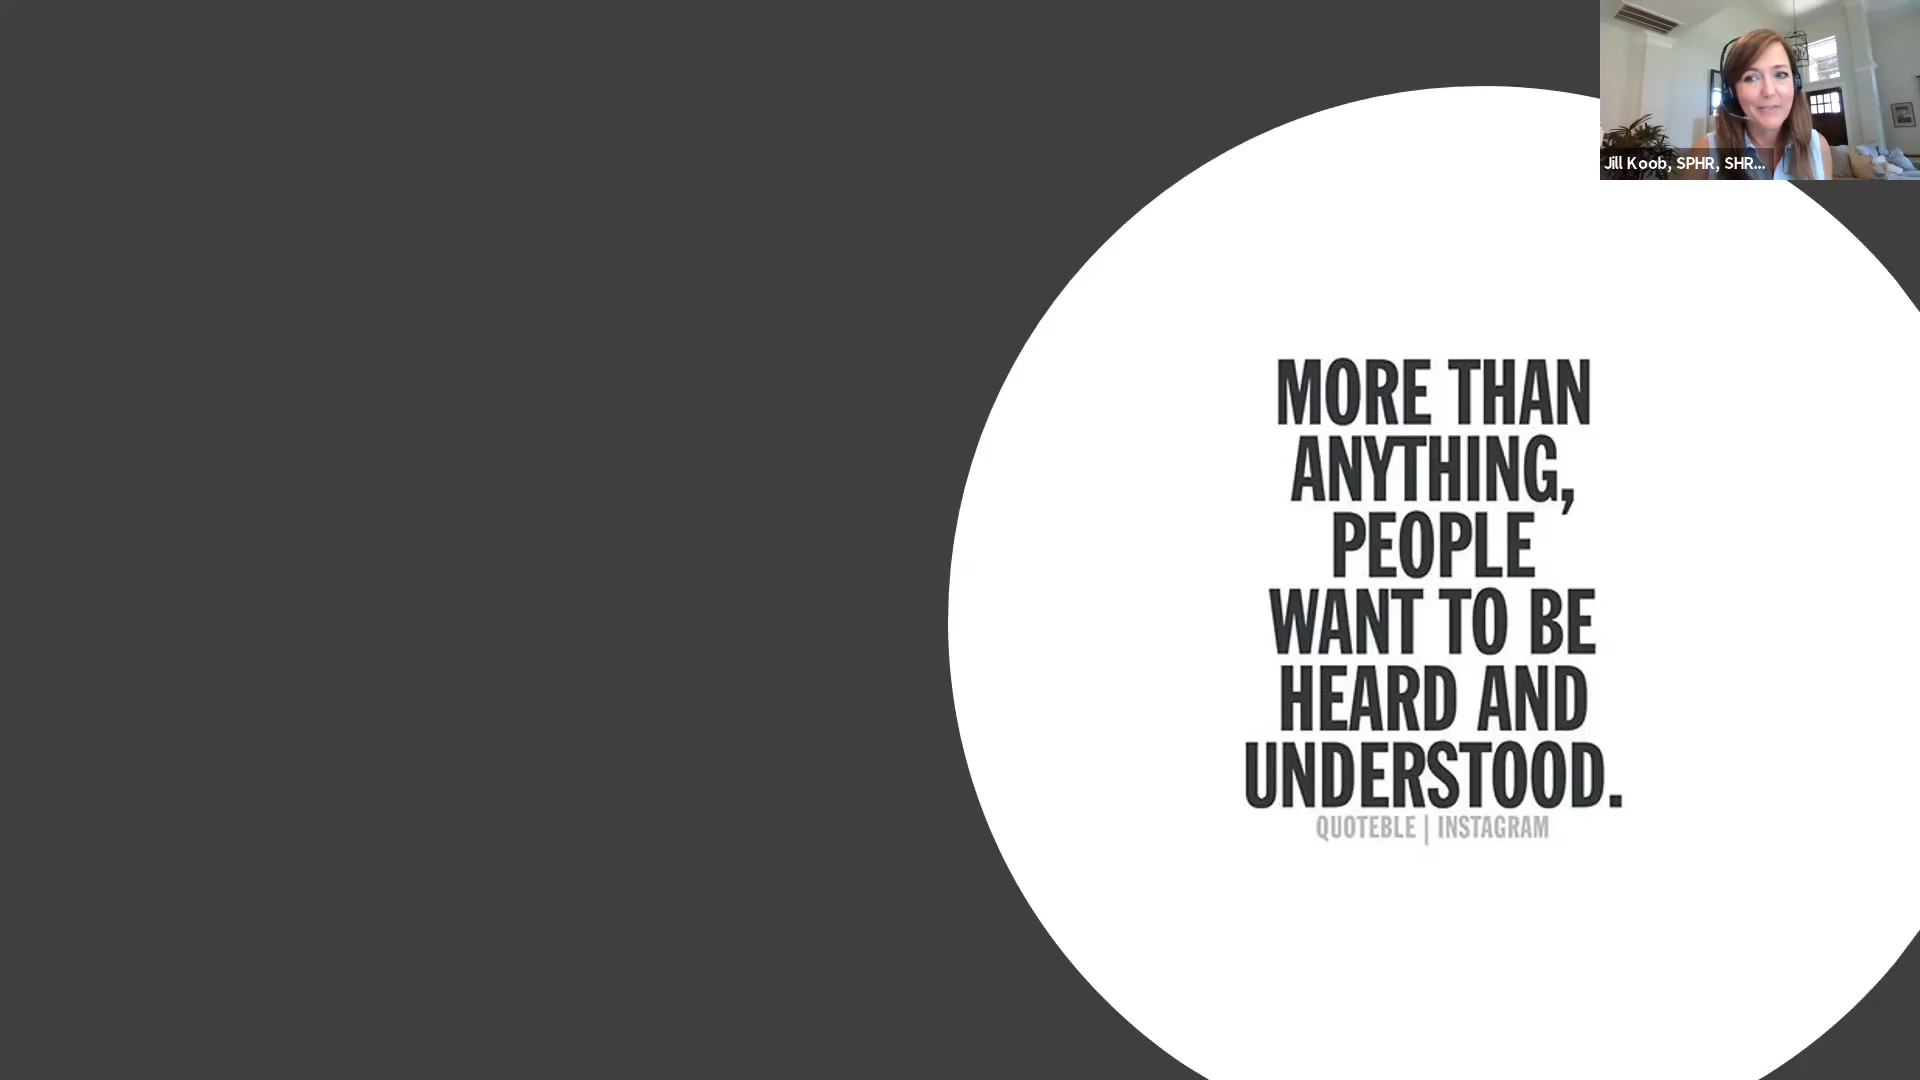 Jill Koob, SPHR, SHR...
MORE THAN
ANYTHING,
PEOPLE
WANT TO BE
HEARD AND
UNDERSTOOD.
QUOTEBLE | INSTAGRAM